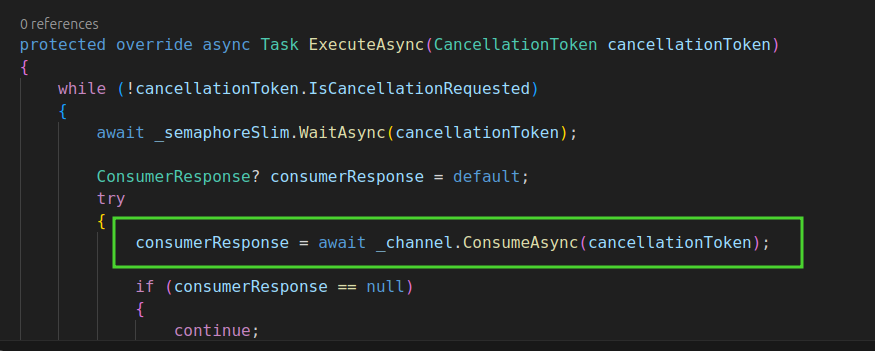 0 references
protected override async Task ExecuteAsync(CancellationToken cancellationToken)
{
while (!cancellationToken.IsCancellationRequested)
{
await _semaphoreSlim.WaitAsync(cancellationToken);
ConsumerResponse? consumerResponse = default;
try
{
consumerResponse = await _channel.ConsumeAsync(cancellationToken);
if (consumerResponse == null)
{
continue;